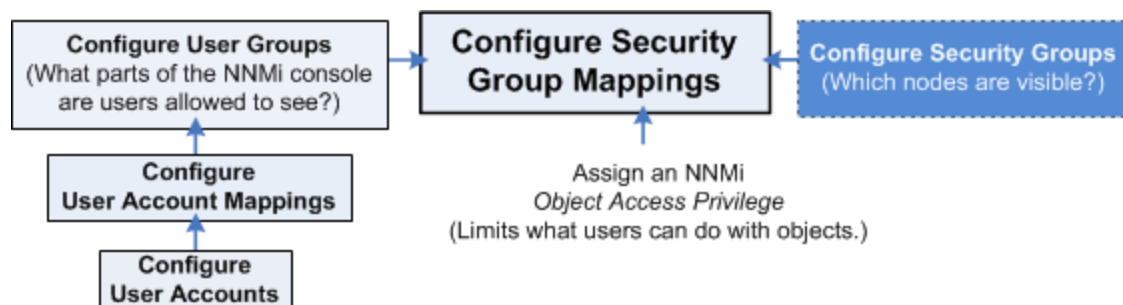 Configure User Groups
(What parts of the NNMi console
are users allowed to see?)
Configure Security
Group Mappings
Configure Security Groups
(Which nodes are visible?)
Configure
User Account Mappings
Assign an NNMi
Object Access Privilege
(Limits what users can do with objects.)
Configure
User Accounts